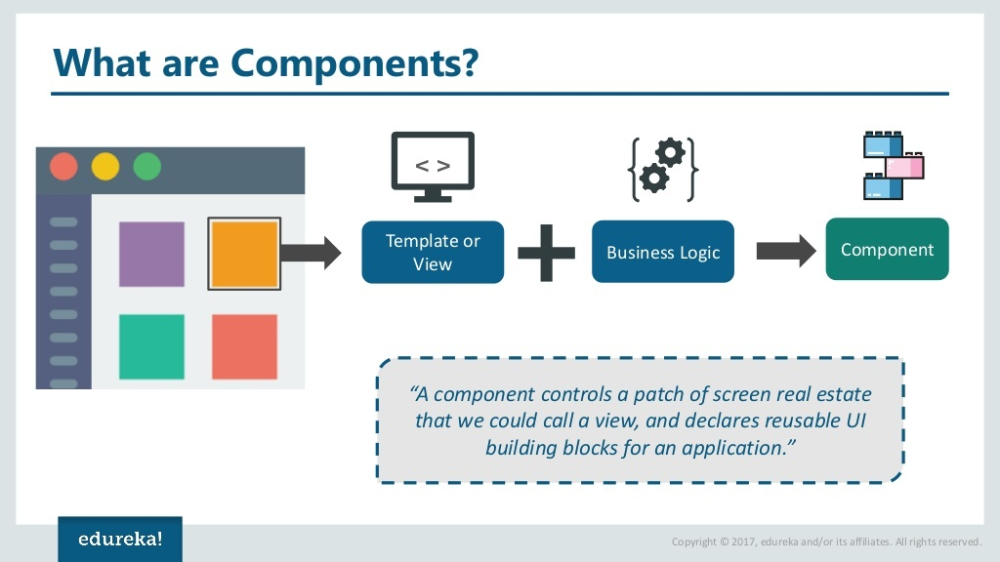 What are Components?
< >
Template or
View
Business Logic
Component
“A component controls a patch of screen real estate
that we could call a view, and declares reusable UI
building blocks for an application.”
edureka!
Copyright © 2017, edureka and/or its affiliates. All rights reserved.